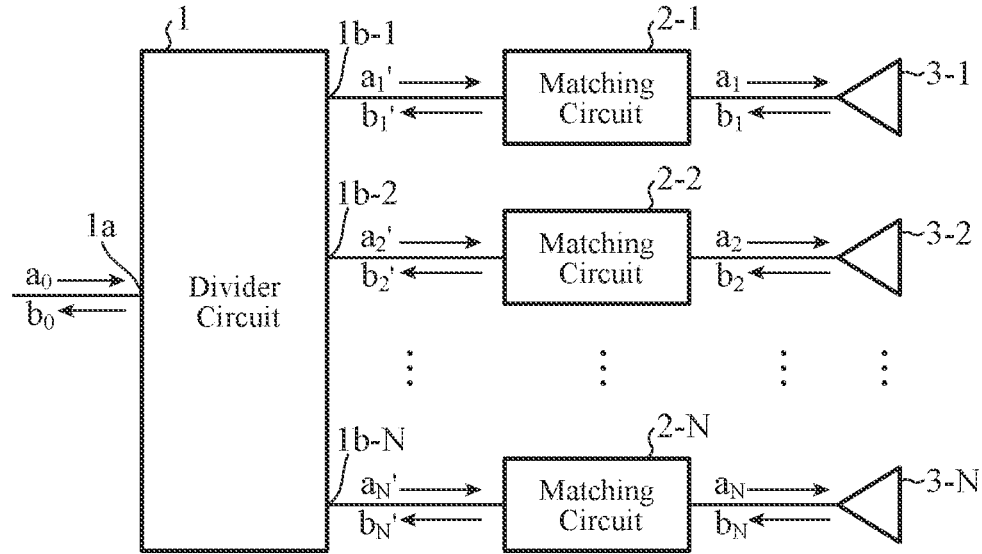 1
1b-1
2-1
a₁'
b₁'
Matching
Circuit
a₁
b₁
3-1
1b-2
2-2
1a
a₂'
b₂'
Matching
Circuit
a₂
b₂
3-2
a₀
b₀
Divider
Circuit
1b-N
2-N
aN'
bN'
Matching
Circuit
aN
bN
3-N